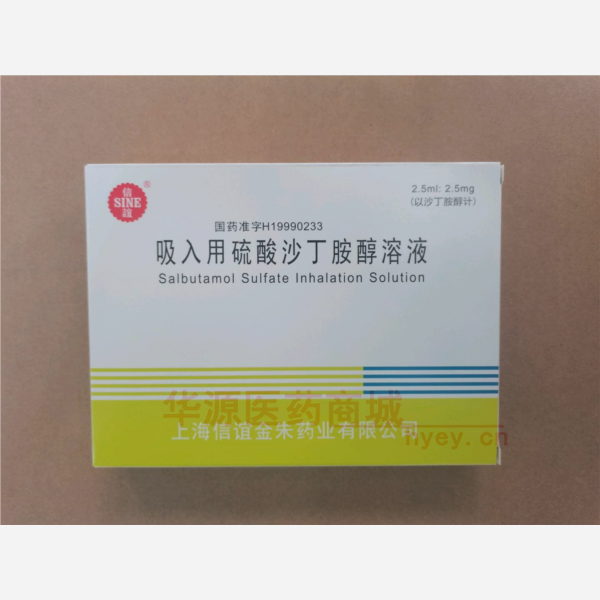 信
SINE
谊
®
2.5ml: 2.5mg
(以沙丁胺醇计)
国药准字H19990233
吸入用硫酸沙丁胺醇溶液
Salbutamol Sulfate Inhalation Solution
华源医药商城
hyey.cn
上海信谊金朱药业有限公司